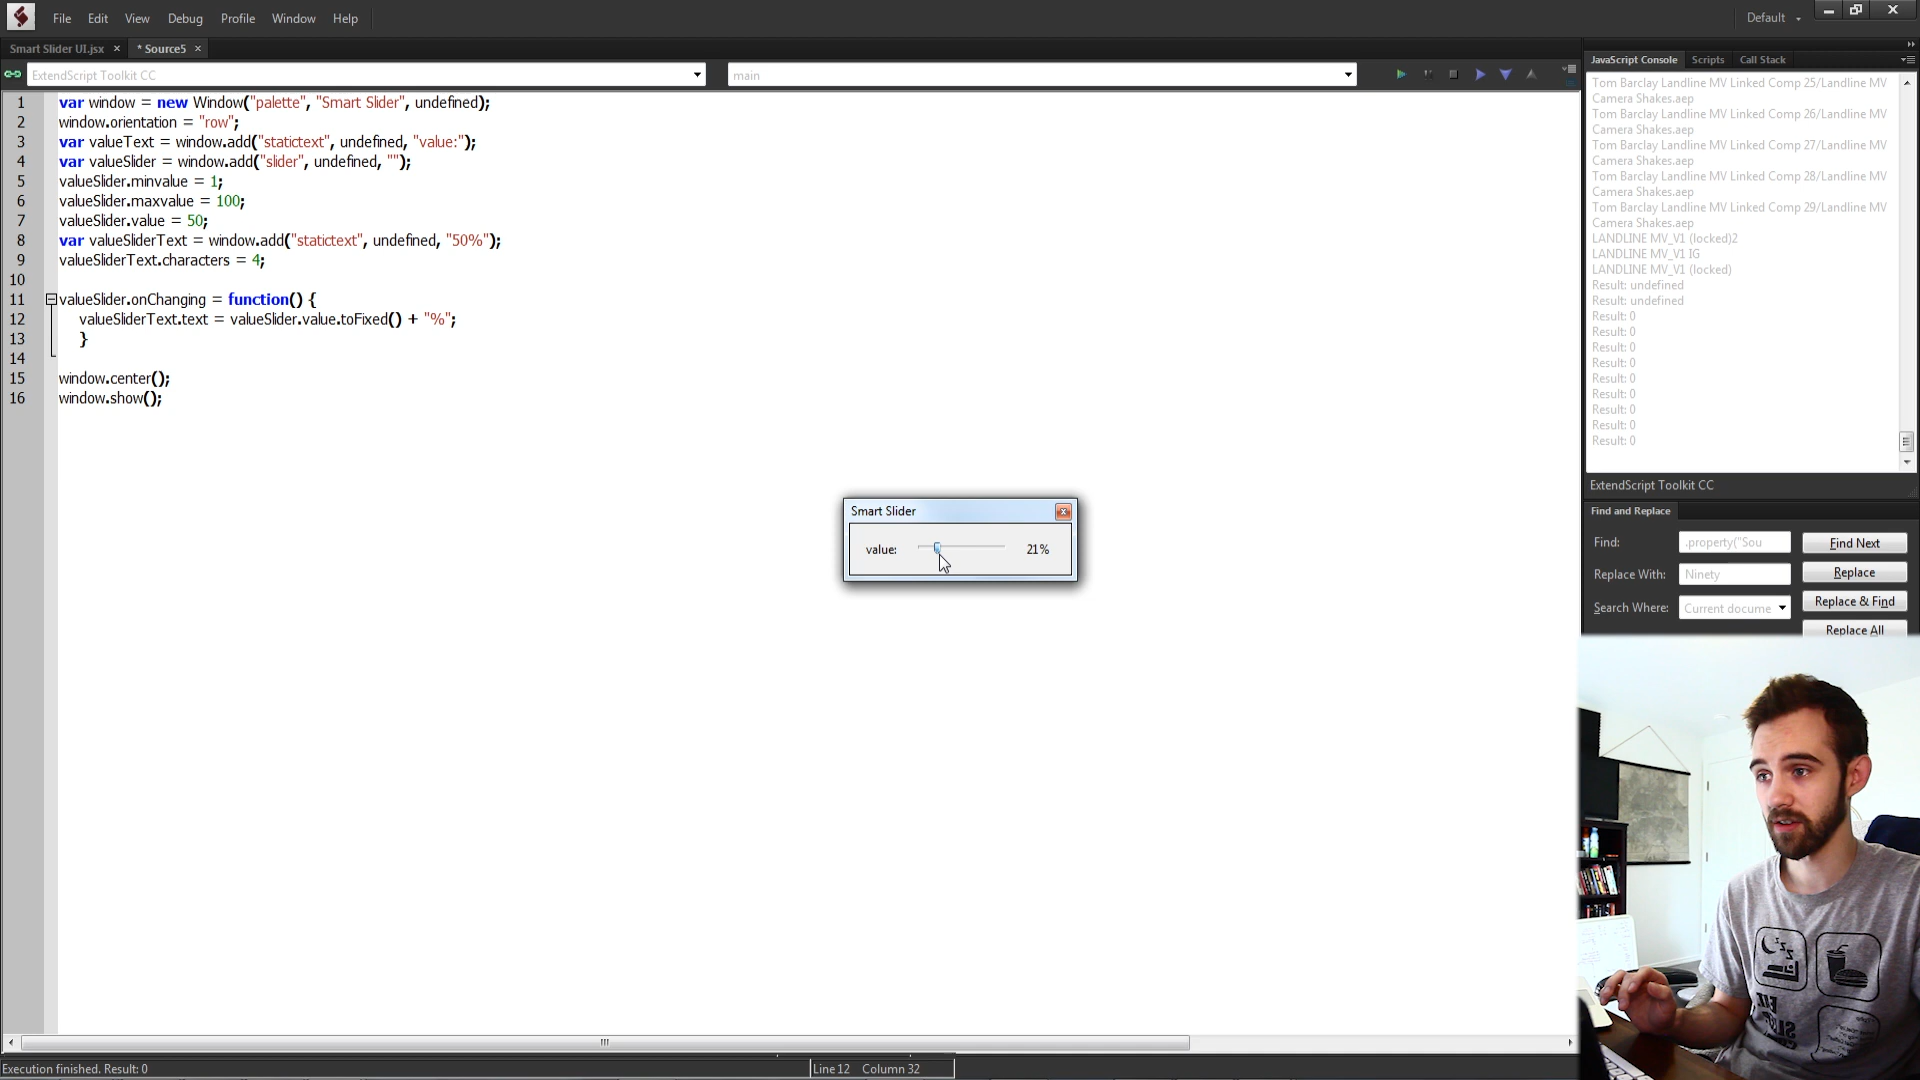 File Edit View Debug Profile Window Help
Default
Smart Slider UI.jsx × * Source5 ×
ExtendScript Toolkit CC
main
1 var window = new Window("palette", "Smart Slider", undefined);
2 window.orientation = "row";
3 var valueText = window.add("statictext", undefined, "value:");
4 var valueSlider = window.add("slider", undefined, "");
5 valueSlider.minvalue = 1;
6 valueSlider.maxvalue = 100;
7 valueSlider.value = 50;
8 var valueSliderText = window.add("statictext", undefined, "50%");
9 valueSliderText.characters = 4;
10
11 valueSlider.onChanging = function() {
12 valueSliderText.text = valueSlider.value.toFixed() + "%";
13 }
14
15 window.center();
16 window.show();
Smart Slider
value: 21%
JavaScript Console Scripts Call Stack
Tom Barclay Landline MV Linked Comp 25/Landline MV
Camera Shakes.aep
Tom Barclay Landline MV Linked Comp 26/Landline MV
Camera Shakes.aep
Tom Barclay Landline MV Linked Comp 27/Landline MV
Camera Shakes.aep
Tom Barclay Landline MV Linked Comp 28/Landline MV
Camera Shakes.aep
Tom Barclay Landline MV Linked Comp 29/Landline MV
Camera Shakes.aep
LANDLINE MV_V1 (locked)2
LANDLINE MV_V1 IG
LANDLINE MV_V1 (locked)
Result: undefined
Result: undefined
Result: 0
Result: 0
Result: 0
Result: 0
Result: 0
Result: 0
Result: 0
Result: 0
Result: 0
ExtendScript Toolkit CC
Find and Replace
Find: .property("Sou Find Next
Replace With: Ninety Replace
Search Where: Current docume Replace & Find
Replace All
Execution finished. Result: 0
Line 12 Column 32